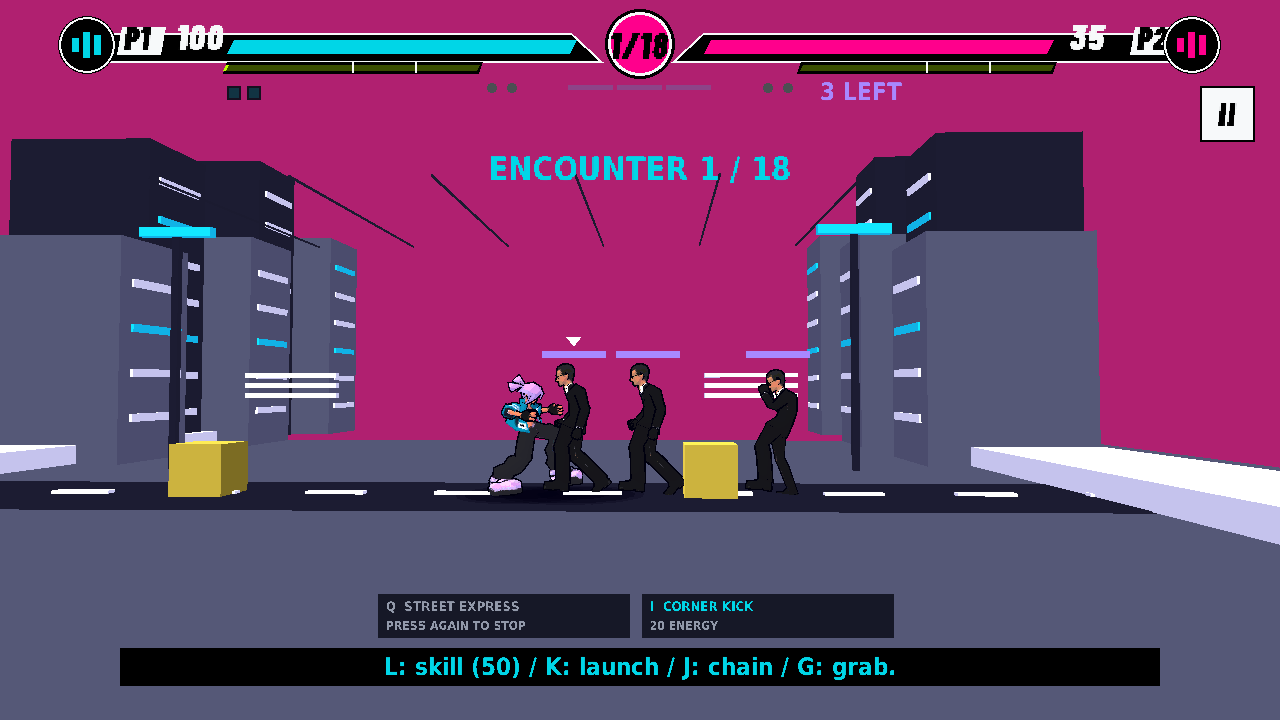 P1 100
1/18
35 P2
3 LEFT
ENCOUNTER 1 / 18
Q STREET EXPRESS
PRESS AGAIN TO STOP
I CORNER KICK
20 ENERGY
L: skill (50) / K: launch / J: chain / G: grab.